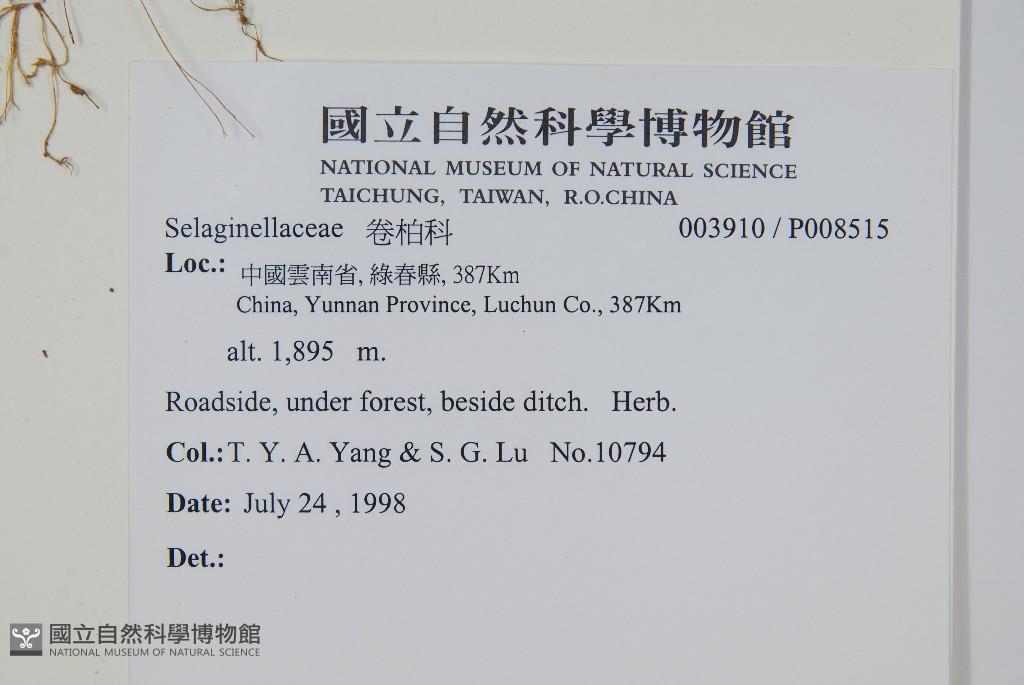 國立自然科學博物館
NATIONAL MUSEUM OF NATURAL SCIENCE
TAICHUNG, TAIWAN, R.O.CHINA
Selaginellaceae 卷柏科 003910 / P008515
Loc.: 中國雲南省, 綠春縣, 387Km
China, Yunnan Province, Luchun Co., 387Km
alt. 1,895 m.
Roadside, under forest, beside ditch. Herb.
Col.: T. Y. A. Yang & S. G. Lu No.10794
Date: July 24 , 1998
Det.:
國立自然科學博物館
NATIONAL MUSEUM OF NATURAL SCIENCE